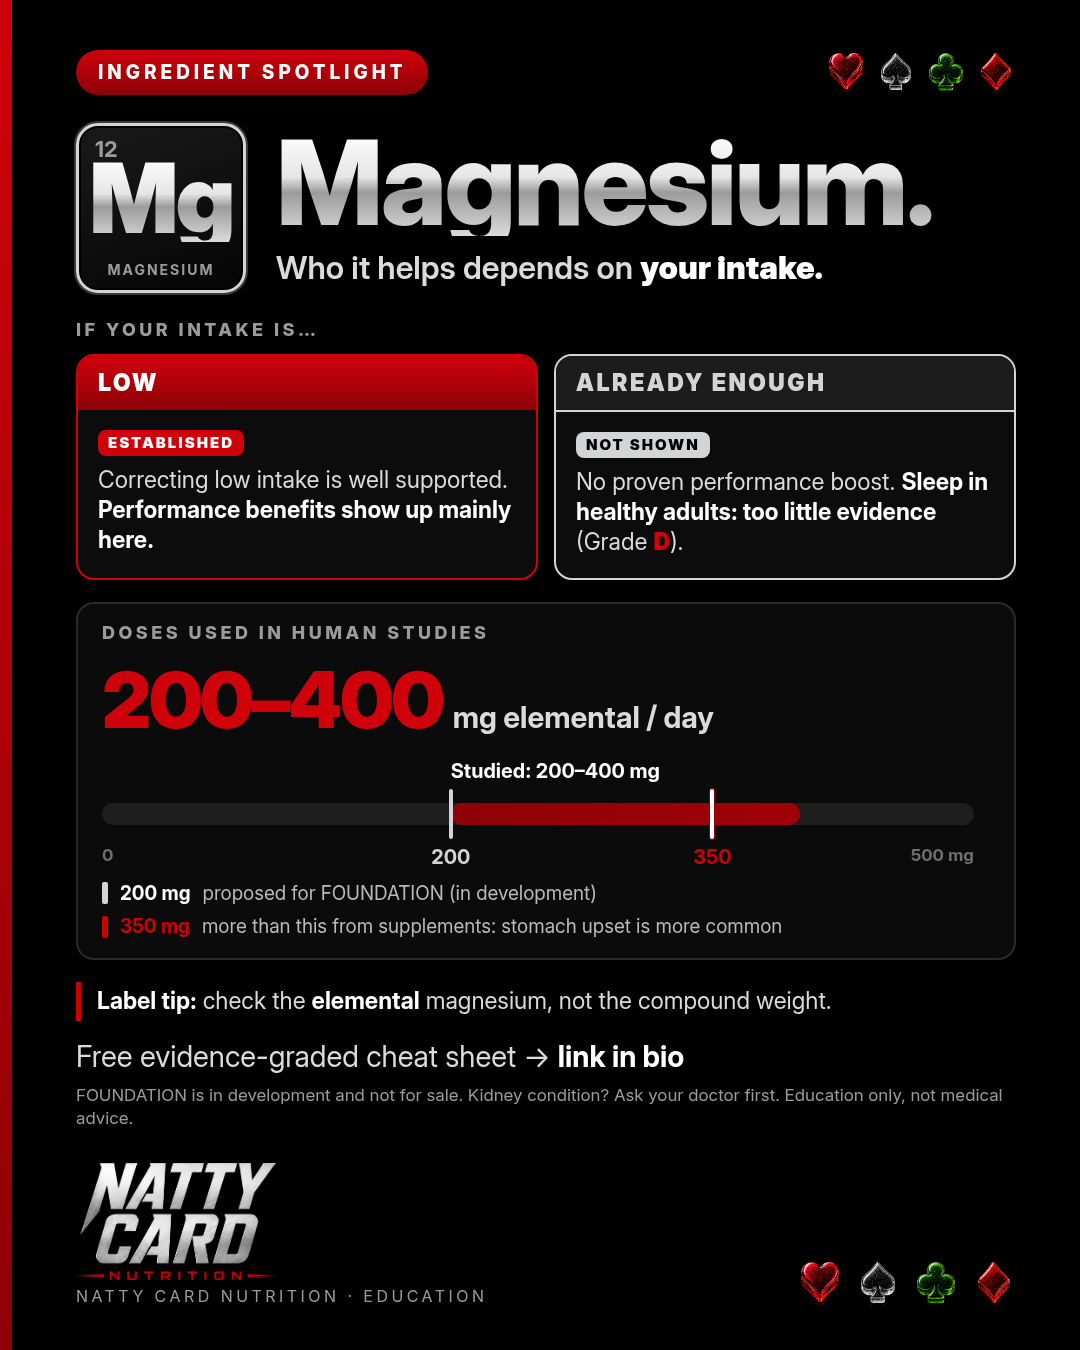 INGREDIENT SPOTLIGHT
12
Mg
MAGNESIUM
Magnesium.
Who it helps depends on your intake.
IF YOUR INTAKE IS…
LOW
ESTABLISHED
Correcting low intake is well supported.
Performance benefits show up mainly
here.
ALREADY ENOUGH
NOT SHOWN
No proven performance boost. Sleep in
healthy adults: too little evidence
(Grade D).
DOSES USED IN HUMAN STUDIES
200–400 mg elemental / day
Studied: 200–400 mg
0
200
350
500 mg
200 mg proposed for FOUNDATION (in development)
350 mg more than this from supplements: stomach upset is more common
Label tip: check the elemental magnesium, not the compound weight.
Free evidence-graded cheat sheet → link in bio
FOUNDATION is in development and not for sale. Kidney condition? Ask your doctor first. Education only, not medical
advice.
NATTY
CARD
NUTRITION
NATTY CARD NUTRITION · EDUCATION